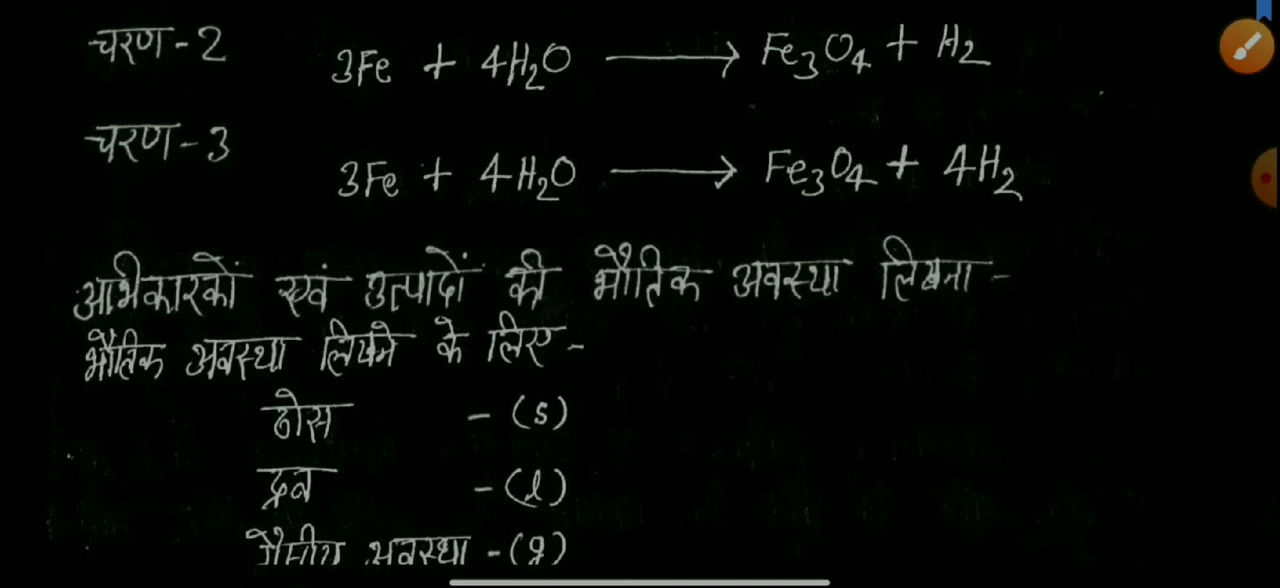 चरण-2 3Fe + 4H₂O ⟶ Fe₃O₄ + H₂
चरण-3 3Fe + 4H₂O ⟶ Fe₃O₄ + 4H₂
अभिकारकों एवं उत्पादों की भौतिक अवस्था लिखना -
भौतिक अवस्था लिखने के लिए -
ठोस - (s)
द्रव - (l)
गैसीय अवस्था - (g)